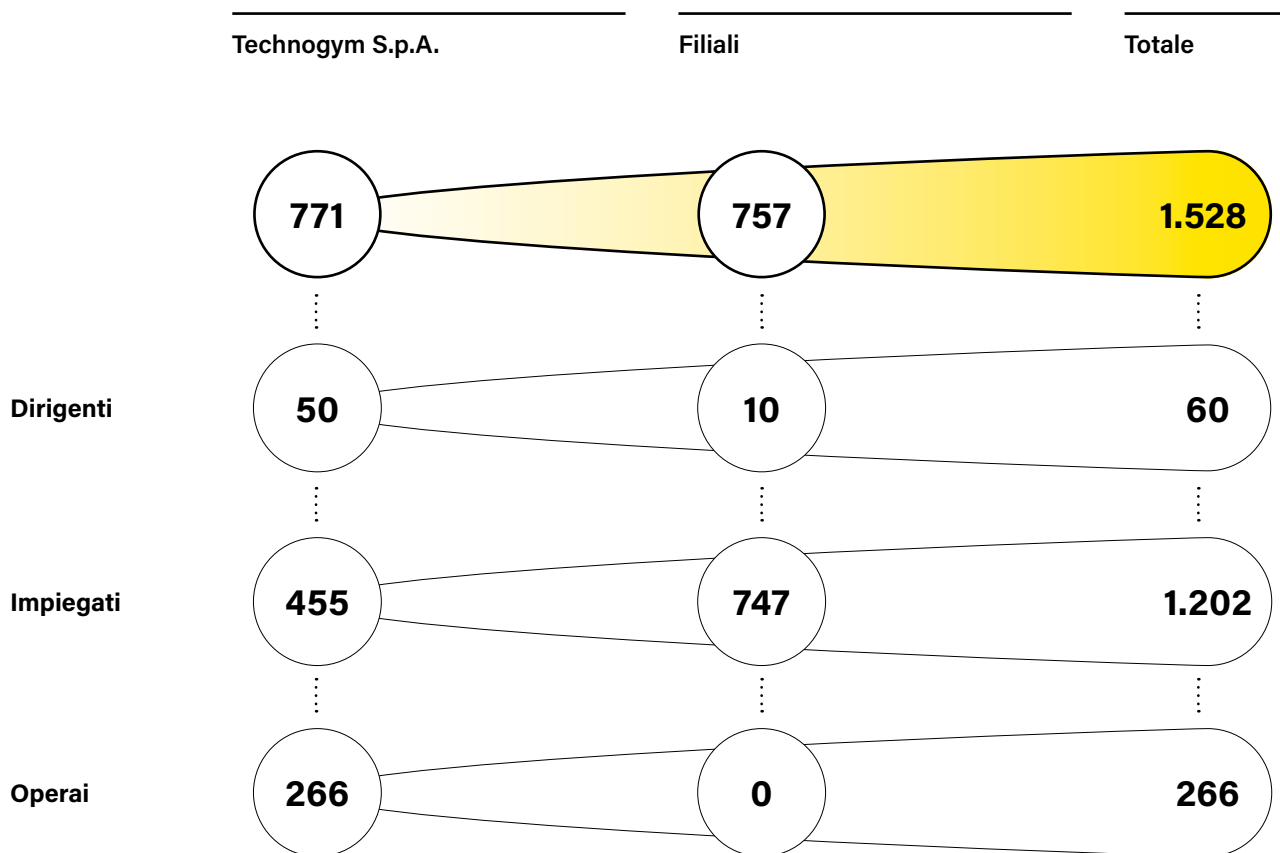 Technogym S.p.A. Filiali Totale
771 757 1.528
Dirigenti 50 10 60
Impiegati 455 747 1.202
Operai 266 0 266